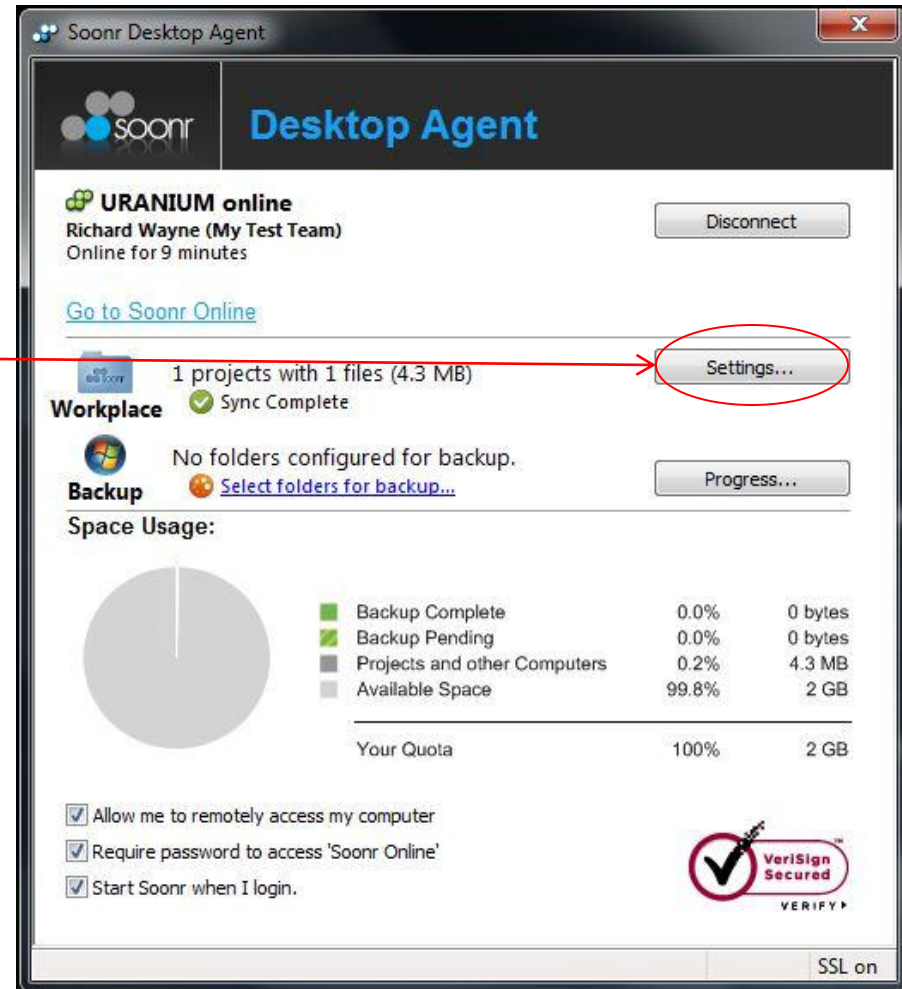 Soonr Desktop Agent
soonr
Desktop Agent
URANIUM online
Richard Wayne (My Test Team)
Online for 9 minutes
Disconnect
Go to Soonr Online
Workplace
1 projects with 1 files (4.3 MB)
Sync Complete
Settings...
Backup
No folders configured for backup.
Select folders for backup...
Progress...
Space Usage:
Backup Complete 0.0% 0 bytes
Backup Pending 0.0% 0 bytes
Projects and other Computers 0.2% 4.3 MB
Available Space 99.8% 2 GB
Your Quota 100% 2 GB
Allow me to remotely access my computer
Require password to access 'Soonr Online'
Start Soonr when I login.
VeriSign
Secured
™
VERIFY
SSL on